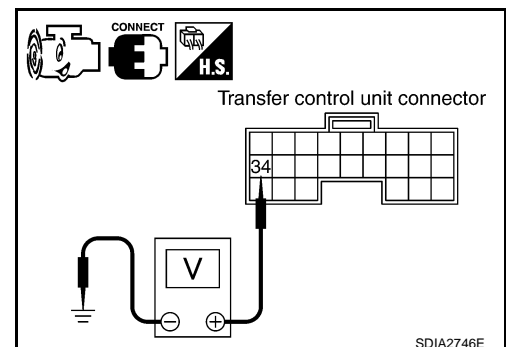 CONNECT
H.S.
Transfer control unit connector
34
V
− +
SDIA2746E